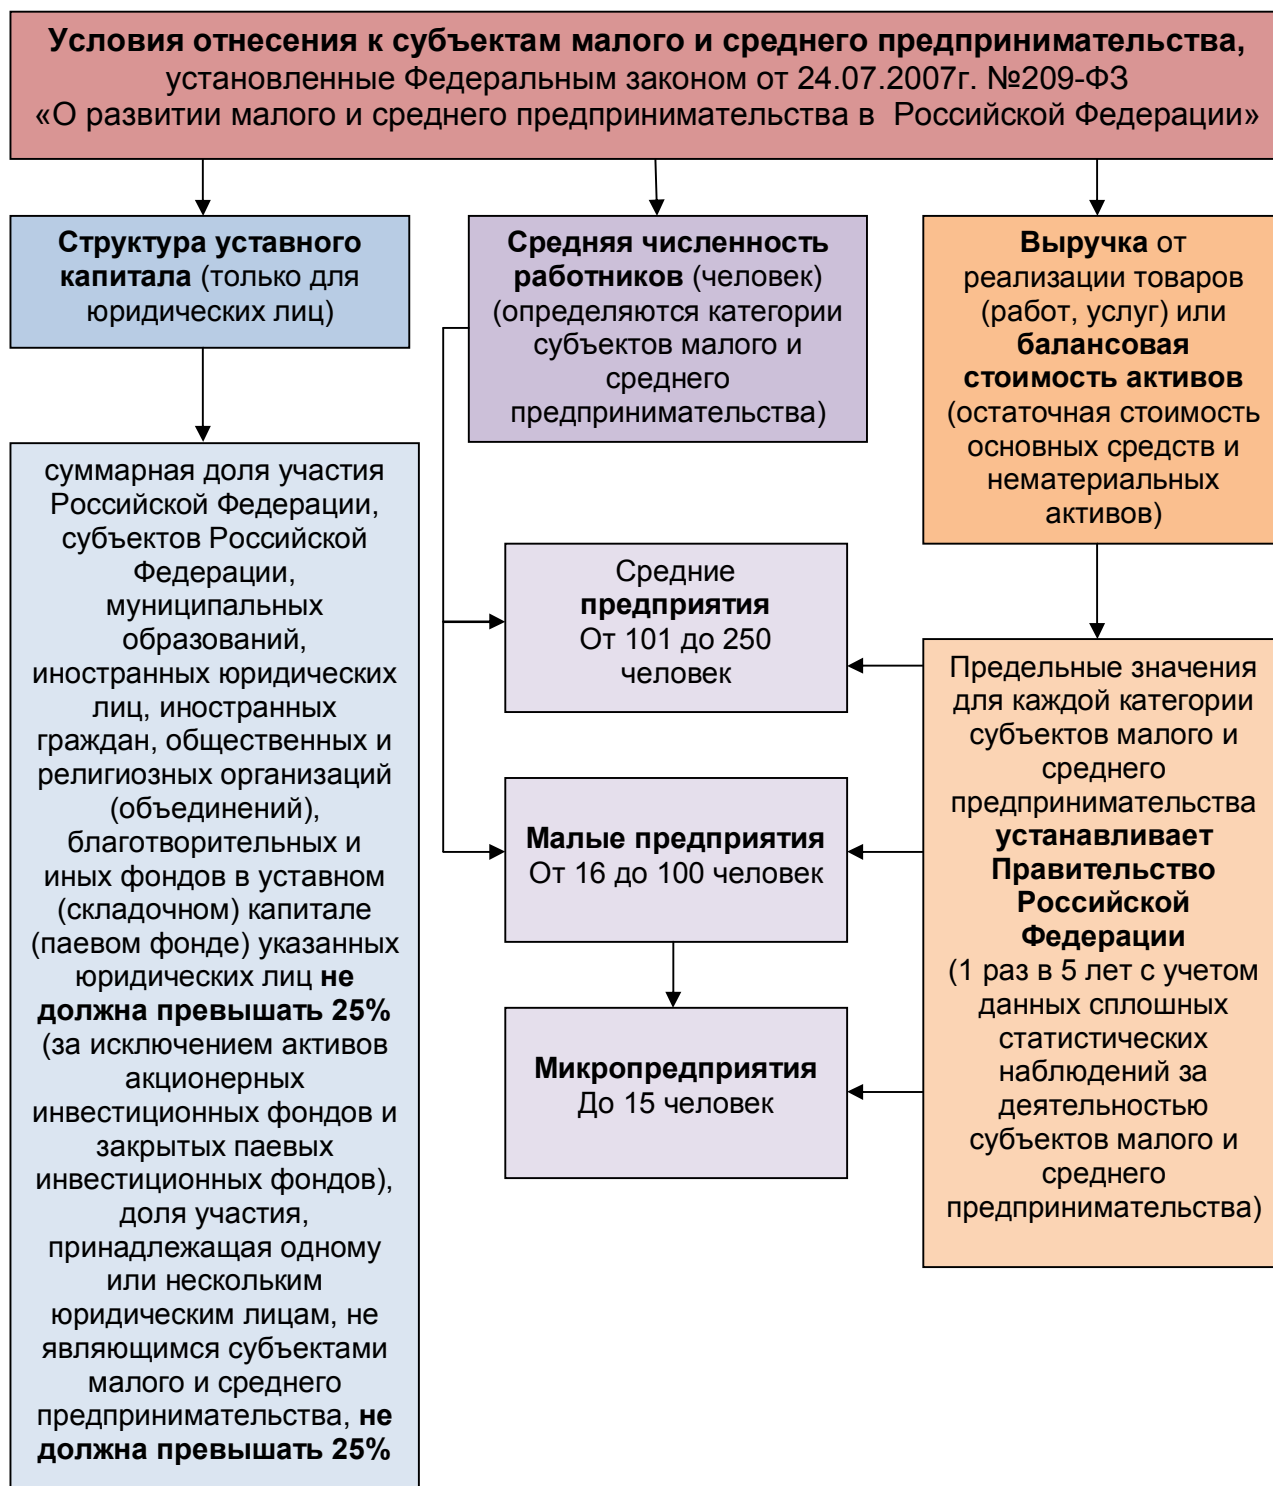 Условия отнесения к субъектам малого и среднего предпринимательства,
установленные Федеральным законом от 24.07.2007г. №209-ФЗ
«О развитии малого и среднего предпринимательства в Российской Федерации»
Структура уставного
капитала (только для
юридических лиц)
суммарная доля участия
Российской Федерации,
субъектов Российской
Федерации,
муниципальных
образований,
иностранных юридических
лиц, иностранных
граждан, общественных и
религиозных организаций
(объединений),
благотворительных и
иных фондов в уставном
(складочном) капитале
(паевом фонде) указанных
юридических лиц не
должна превышать 25%
(за исключением активов
акционерных
инвестиционных фондов и
закрытых паевых
инвестиционных фондов),
доля участия,
принадлежащая одному
или нескольким
юридическим лицам, не
являющимся субъектами
малого и среднего
предпринимательства, не
должна превышать 25%
Средняя численность
работников (человек)
(определяются категории
субъектов малого и
среднего
предпринимательства)
Средние
предприятия
От 101 до 250
человек
Малые предприятия
От 16 до 100 человек
Микропредприятия
До 15 человек
Выручка от
реализации товаров
(работ, услуг) или
балансовая
стоимость активов
(остаточная стоимость
основных средств и
нематериальных
активов)
Предельные значения
для каждой категории
субъектов малого и
среднего
предпринимательства
устанавливает
Правительство
Российской
Федерации
(1 раз в 5 лет с учетом
данных сплошных
статистических
наблюдений за
деятельностью
субъектов малого и
среднего
предпринимательства)